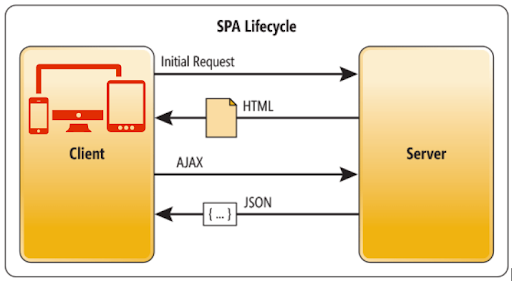 SPA Lifecycle
Initial Request
HTML
Client
Server
AJAX
JSON
{ ... }